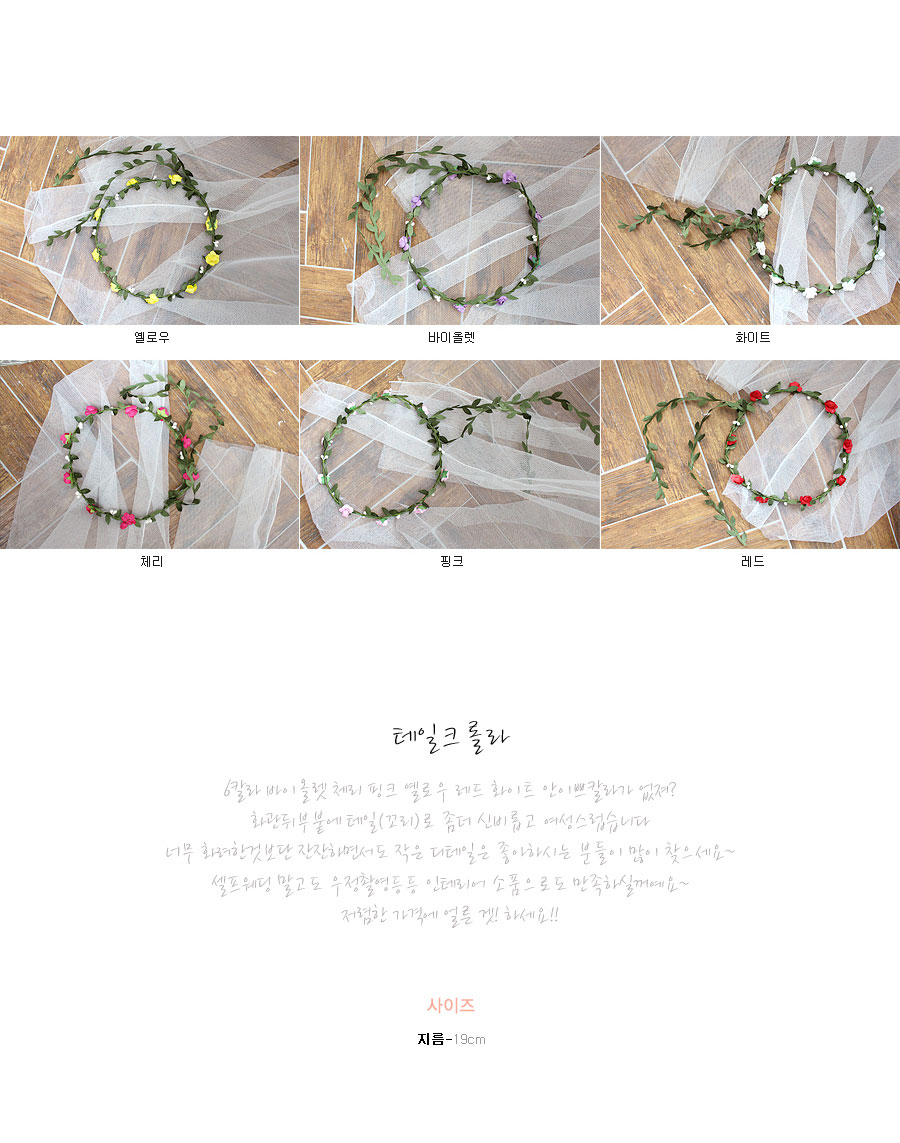 옐로우
바이올렛
화이트
체리
핑크
레드
테일크롤라
6칼라 바이올렛 체리 핑크 옐로우 레드 화이트 안이쁘칼라가 없져?
화관뒤부분에 테일(꼬리)로 좀더 신비롭고 여성스럽습니다
너무 화려한것보단 잔잔하면서도 작은 디테일은 좋아하시는 분들이 많이 찾으세요~
셀프웨딩 말고도 우정촬영등등 인테리어 소품으로도 만족하실꺼예요~
저렴한 가격에 얼른 겟! 하세요!!
사이즈
지름-19cm